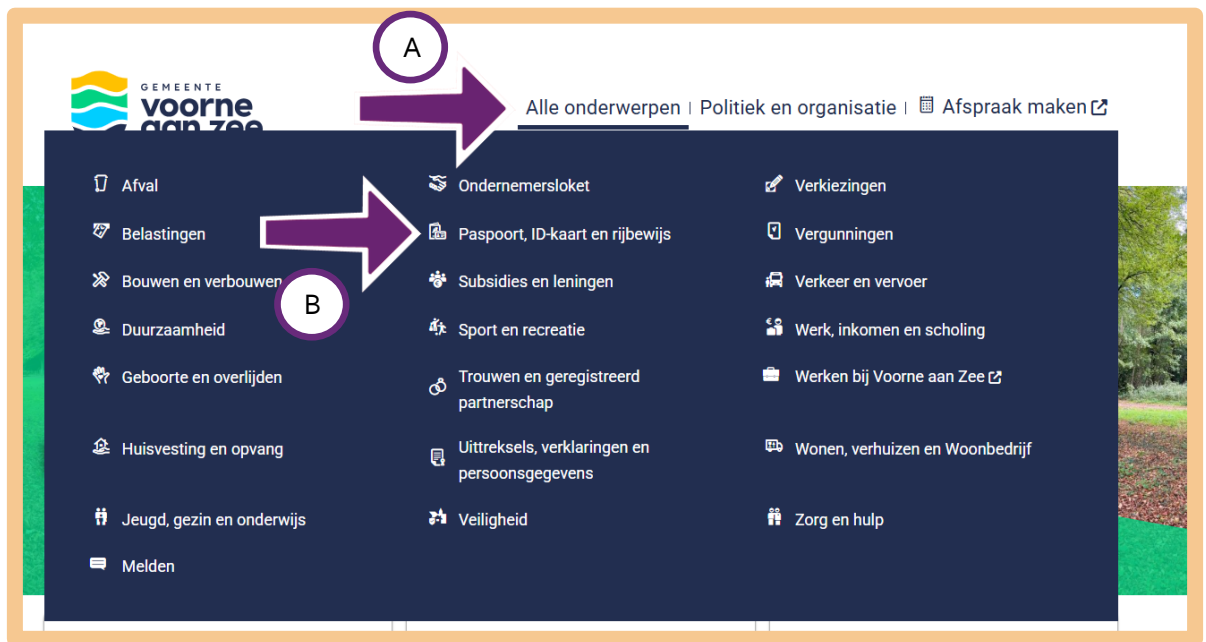 A
GEMEENTE
voorne
aan zee
Alle onderwerpen | Politiek en organisatie | Afspraak maken
Afval
Ondernemersloket
Verkiezingen
Belastingen
Paspoort, ID-kaart en rijbewijs
Vergunningen
Bouwen en verbouwen
Subsidies en leningen
Verkeer en vervoer
B
Duurzaamheid
Sport en recreatie
Werk, inkomen en scholing
Geboorte en overlijden
Trouwen en geregistreerd
partnerschap
Werken bij Voorne aan Zee
Huisvesting en opvang
Uittreksels, verklaringen en
persoonsgegevens
Wonen, verhuizen en Woonbedrijf
Jeugd, gezin en onderwijs
Veiligheid
Zorg en hulp
Melden